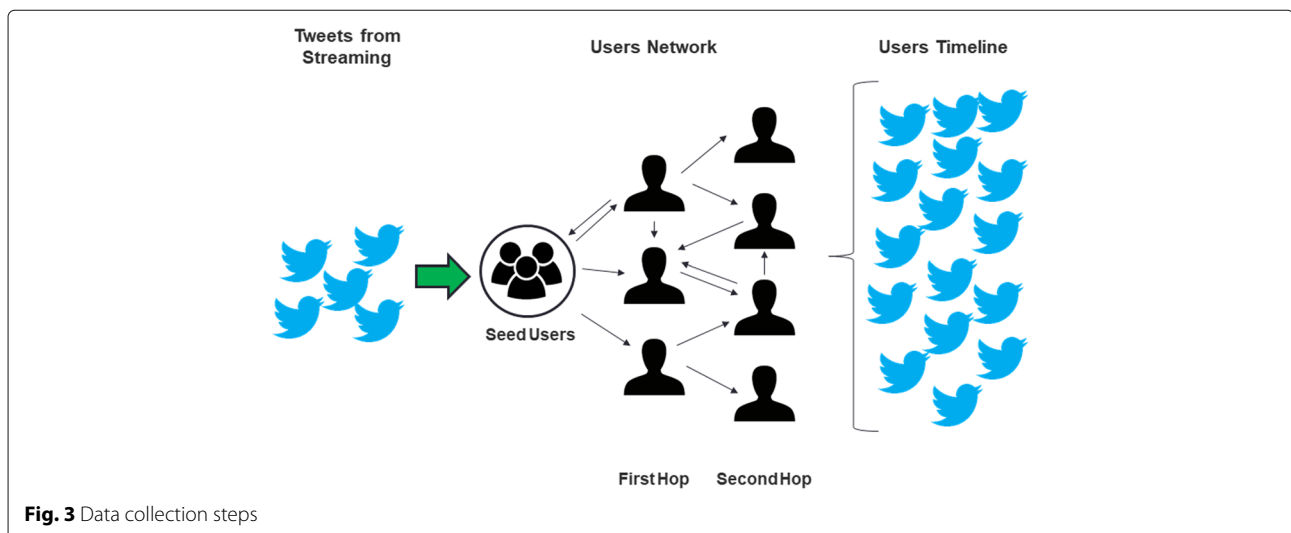 Tweets from
Streaming
Users Network
Users Timeline
Seed Users
First Hop
Second Hop
Fig. 3 Data collection steps